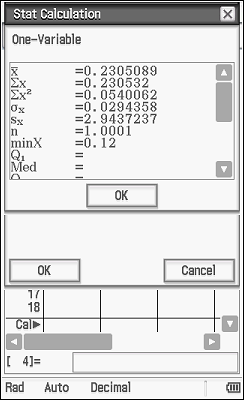 Stat Calculation
One-Variable
x̄ =0.2305089
Σx =0.230532
Σx² =0.0540062
σₓ =0.0294358
sₓ =2.9437237
n =1.0001
minX =0.12
Q₁ =
Med =
OK
OK Cancel
17
18
Cal▶
[ 4]=
Rad Auto Decimal